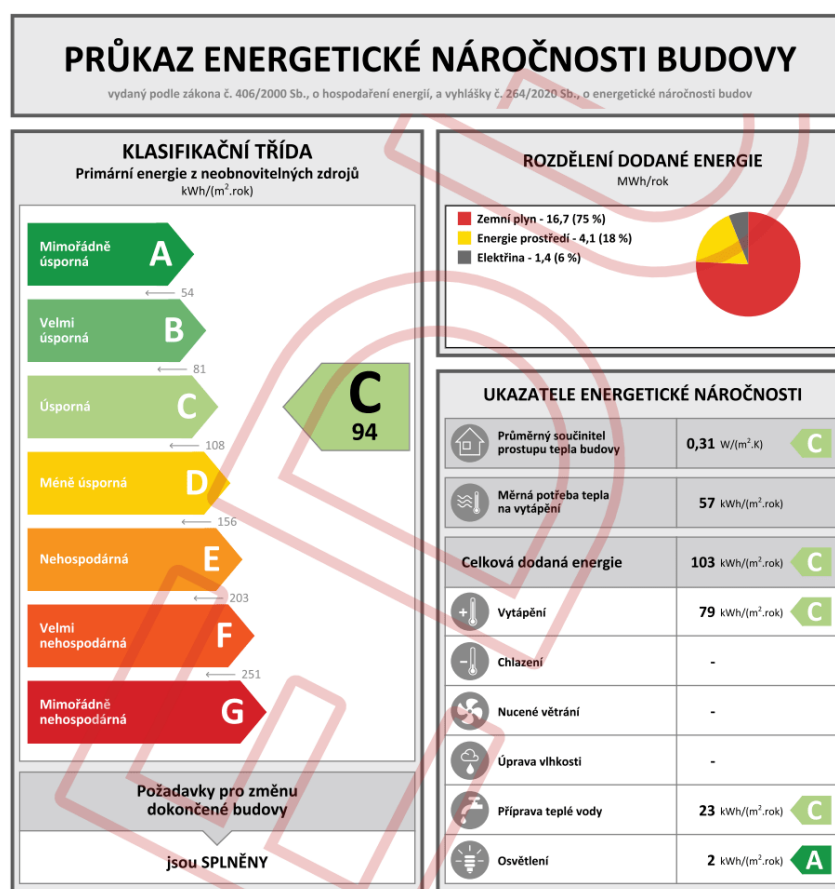 PRŮKAZ ENERGETICKÉ NÁROČNOSTI BUDOVY
vydaný podle zákona č. 406/2000 Sb., o hospodaření energií, a vyhlášky č. 264/2020 Sb., o energetické náročnosti budov
KLASIFIKAČNÍ TŘÍDA
Primární energie z neobnovitelných zdrojů
kWh/(m².rok)
Mimořádně
úsporná
A
54
Velmi
úsporná
B
81
Úsporná
C
108
Méně úsporná
D
156
Nehospodárná
E
203
Velmi
nehospodárná
F
251
Mimořádně
nehospodárná
G
C
94
Požadavky pro změnu
dokončené budovy
jsou SPLNĚNY
ROZDĚLENÍ DODANÉ ENERGIE
MWh/rok
Zemní plyn - 16,7 (75 %)
Energie prostředí - 4,1 (18 %)
Elektřina - 1,4 (6 %)
UKAZATELE ENERGETICKÉ NÁROČNOSTI
Průměrný součinitel
prostupu tepla budovy
0,31 W/(m².K) C
Měrná potřeba tepla
na vytápění
57 kWh/(m².rok)
Celková dodaná energie 103 kWh/(m².rok) C
Vytápění 79 kWh/(m².rok) C
Chlazení -
Nucené větrání -
Úprava vlhkosti -
Příprava teplé vody 23 kWh/(m².rok) C
Osvětlení 2 kWh/(m².rok) A